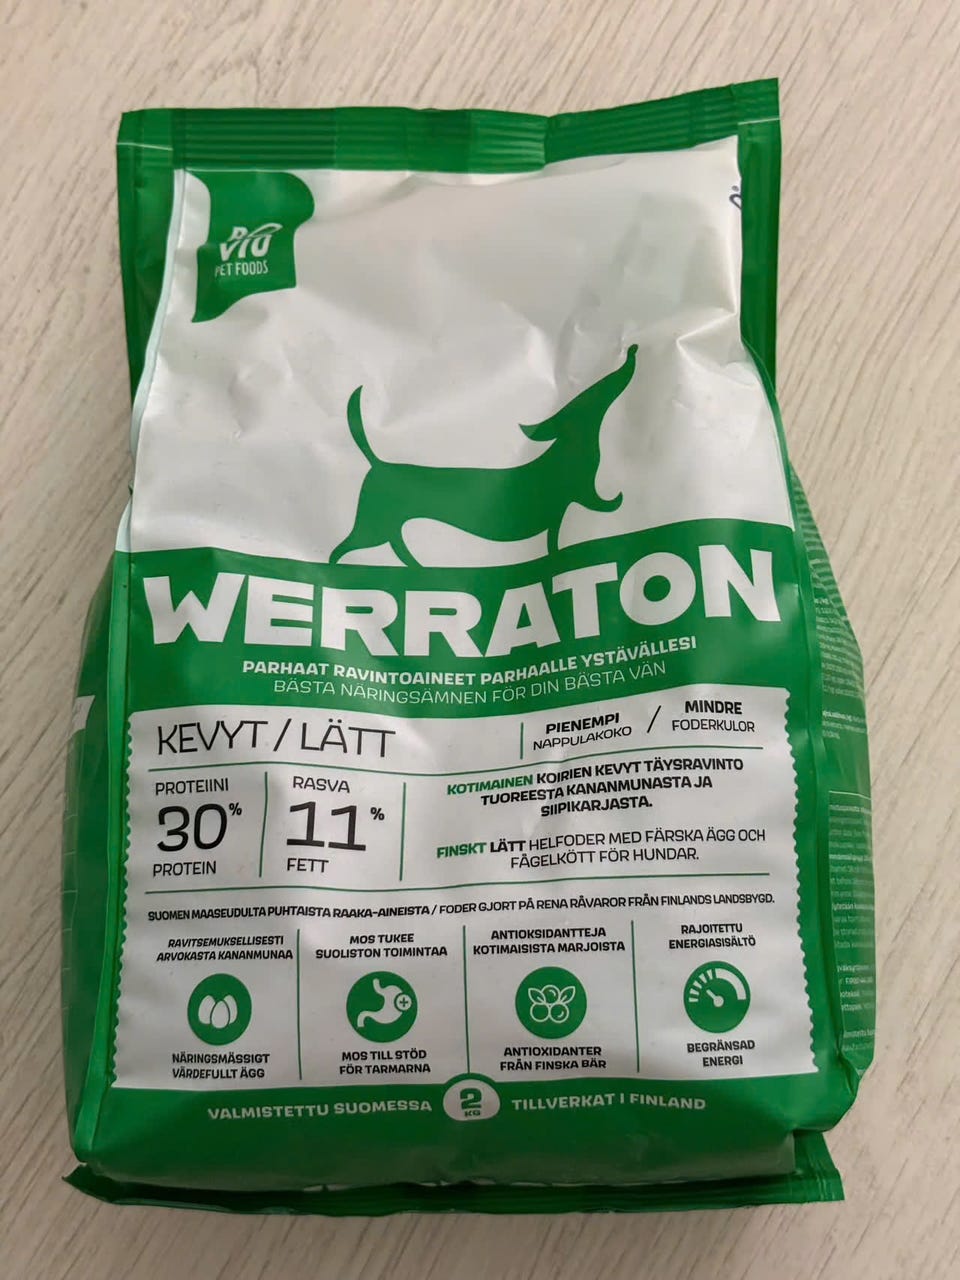 PET FOODS
WERRATON
PARHAAT RAVINTOAINEET PARHAALLE YSTÄVÄLLESI
BÄSTA NÄRINGSÄMNEN FÖR DIN BÄSTA VÄN
KEVYT / LÄTT
PIENEMPI
NAPPULAKOKO
/
MINDRE
FODERKULOR
PROTEIINI
30%
PROTEIN
RASVA
11%
FETT
KOTIMAINEN KOIRIEN KEVYT TÄYSRAVINTO
TUOREESTA KANANMUNASTA JA
SIIPIKARJASTA.
FINSKT LÄTT HELFODER MED FÄRSKA ÄGG OCH
FÅGELKÖTT FÖR HUNDAR.
SUOMEN MAASEUDULTA PUHTAISTA RAAKA-AINEISTA / FODER GJORT PÅ RENA RÅVAROR FRÅN FINLANDS LANDSBYGD.
RAVITSEMUKSELLISESTI
ARVOKASTA KANANMUNAA
NÄRINGSMÄSSIGT
VÄRDEFULLT ÄGG
MOS TUKEE
SUOLISTON TOIMINTAA
MOS TILL STÖD
FÖR TARMARNA
ANTIOKSIDANTTEJA
KOTIMAISISTA MARJOISTA
ANTIOXIDANTER
FRÅN FINSKA BÄR
RAJOITETTU
ENERGIASISÄLTÖ
BEGRÄNSAD
ENERGI
VALMISTETTU SUOMESSA
2
KG
TILLVERKAT I FINLAND